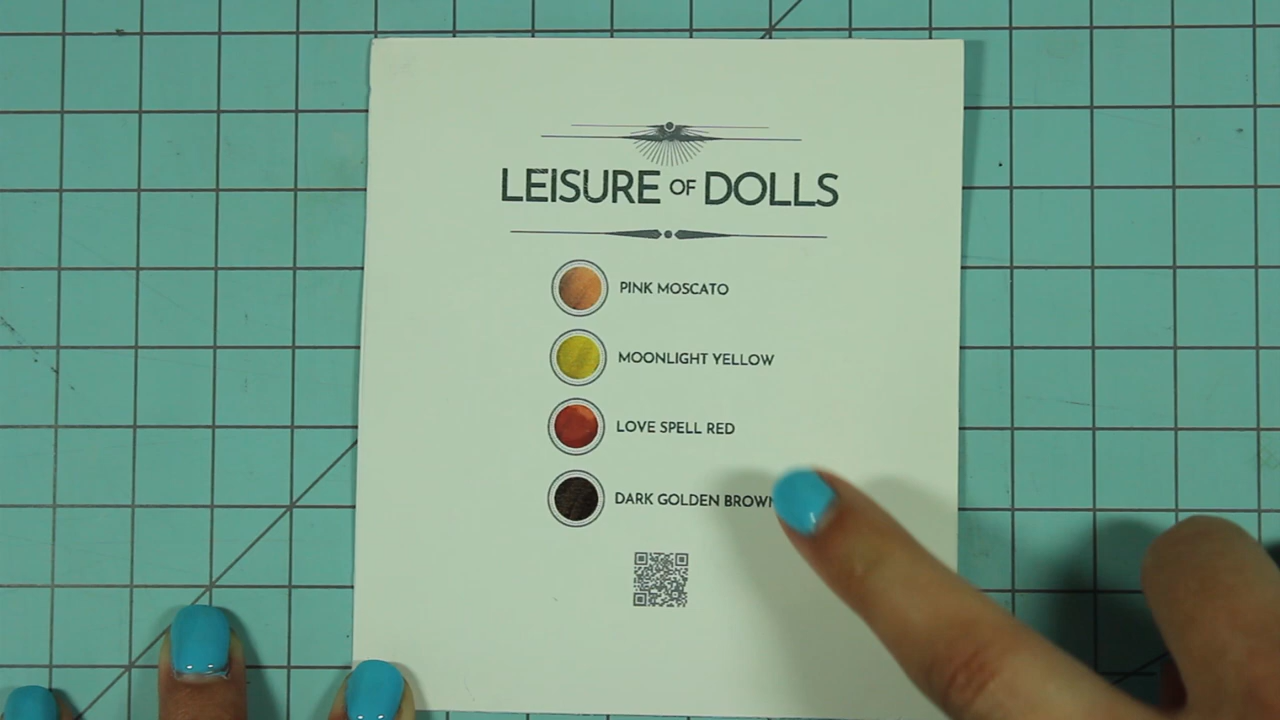 LEISURE OF DOLLS
PINK MOSCATO
MOONLIGHT YELLOW
LOVE SPELL RED
DARK GOLDEN BROWN